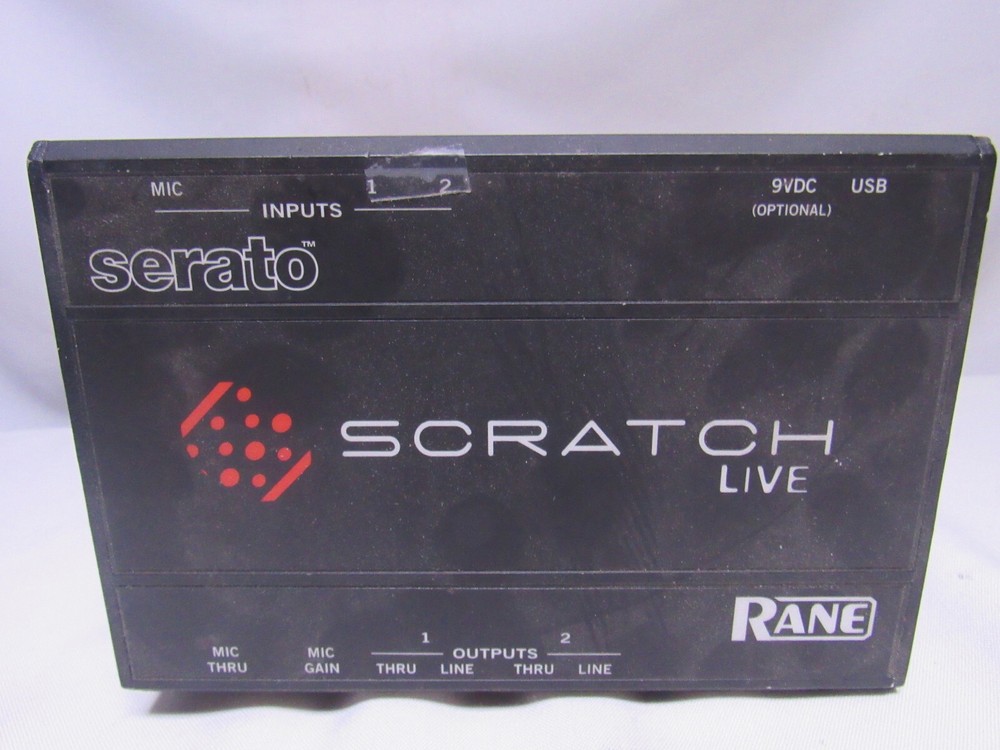 MIC 1 2 9VDC USB
INPUTS (OPTIONAL)
serato™
SCRATCH
LIVE
RANE
1 2
MIC MIC OUTPUTS
THRU GAIN THRU LINE THRU LINE